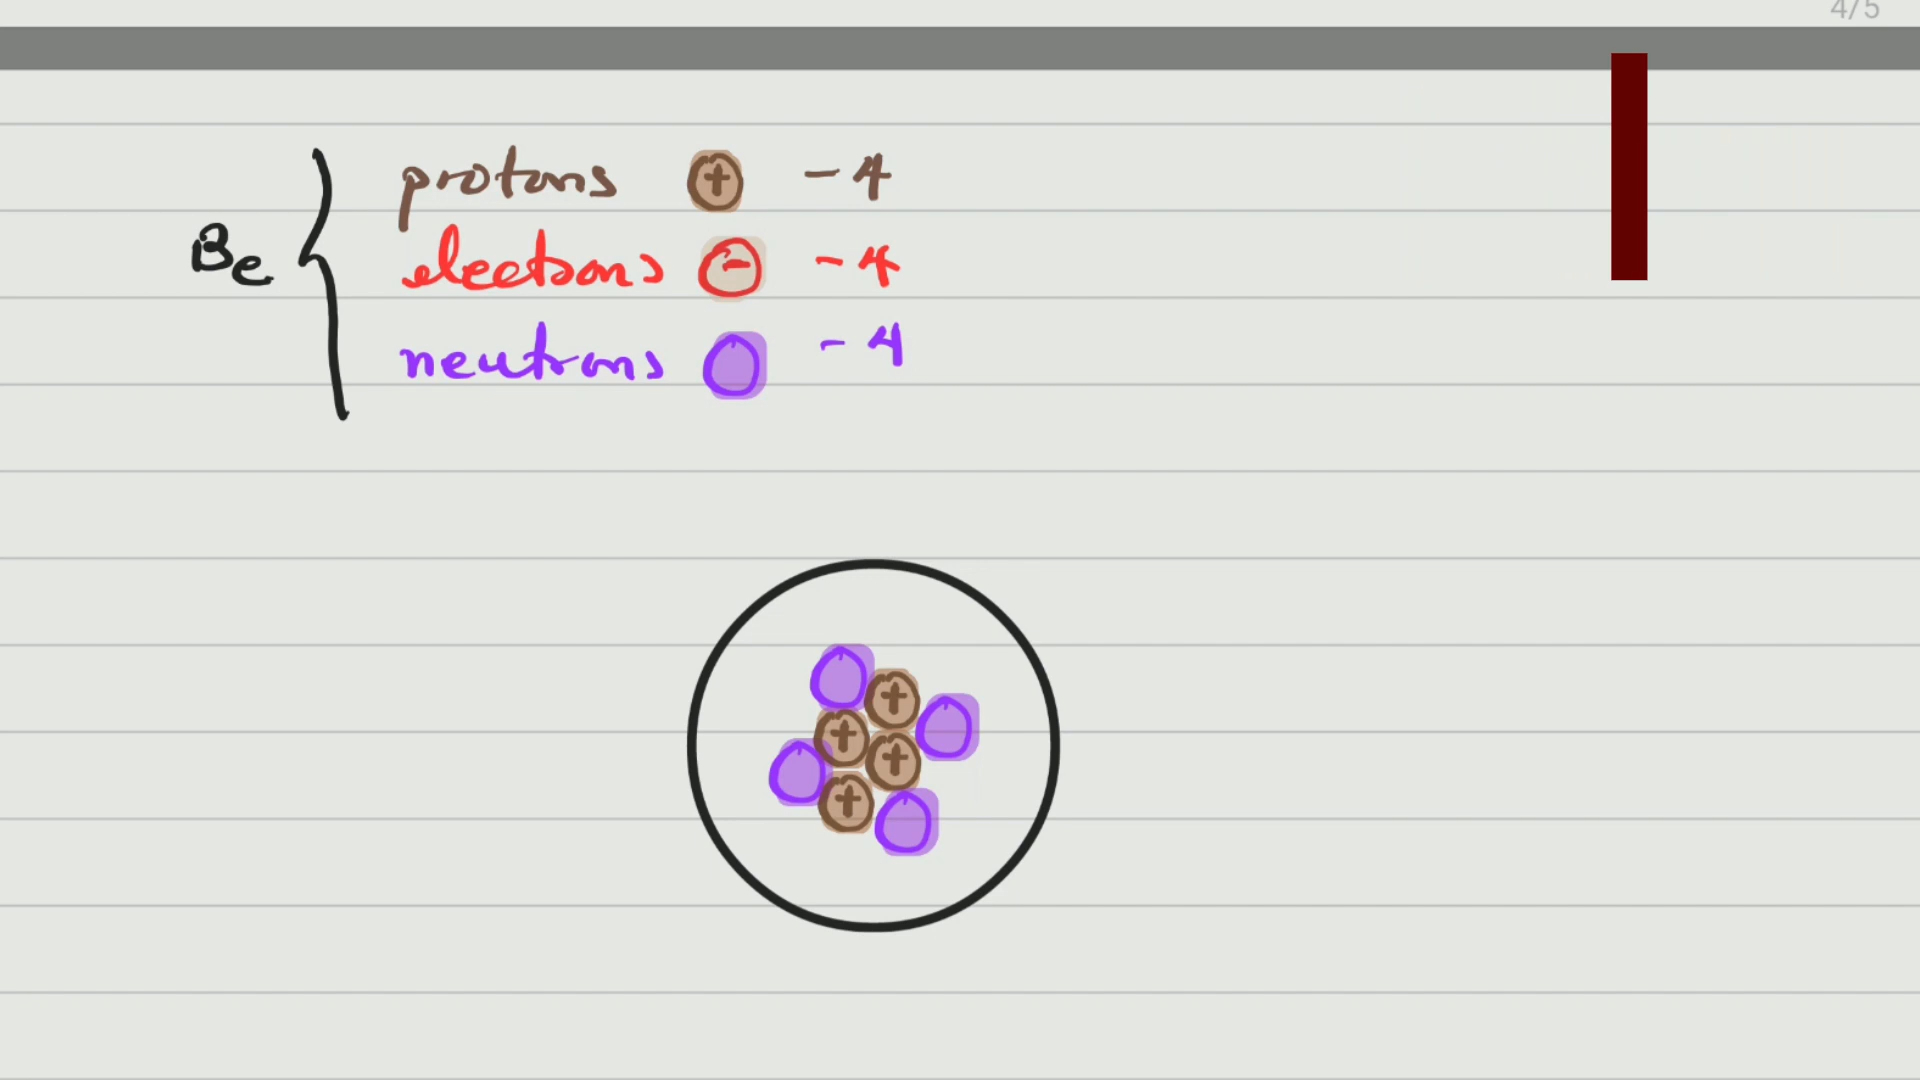 4/5
Be
protons + - 4
electrons - - 4
neutrons - 4
+
+
+
+